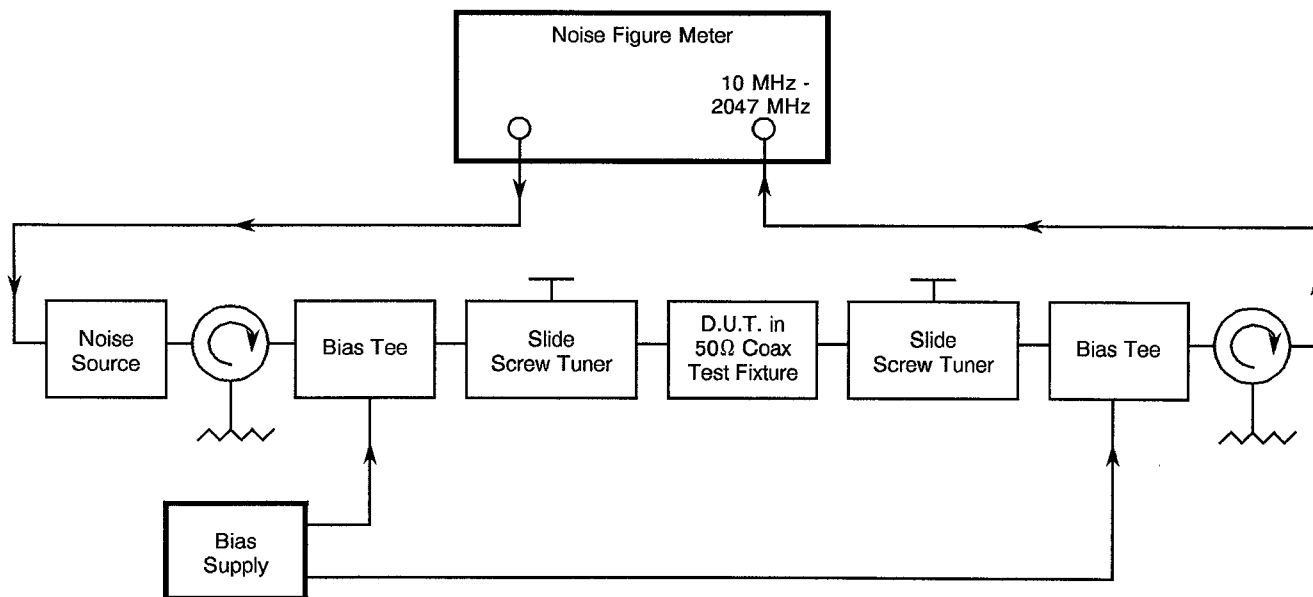 Noise Figure Meter
10 MHz -
2047 MHz
Noise
Source
Bias Tee
Slide
Screw Tuner
D.U.T. in
50Ω Coax
Test Fixture
Slide
Screw Tuner
Bias Tee
Bias
Supply